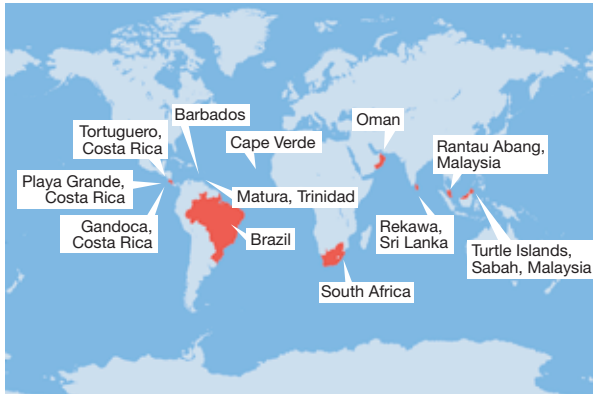 Barbados
Tortuguero,
Costa Rica
Cape Verde
Oman
Rantau Abang,
Malaysia
Playa Grande,
Costa Rica
Matura, Trinidad
Gandoca,
Costa Rica
Brazil
Rekawa,
Sri Lanka
Turtle Islands,
Sabah, Malaysia
South Africa